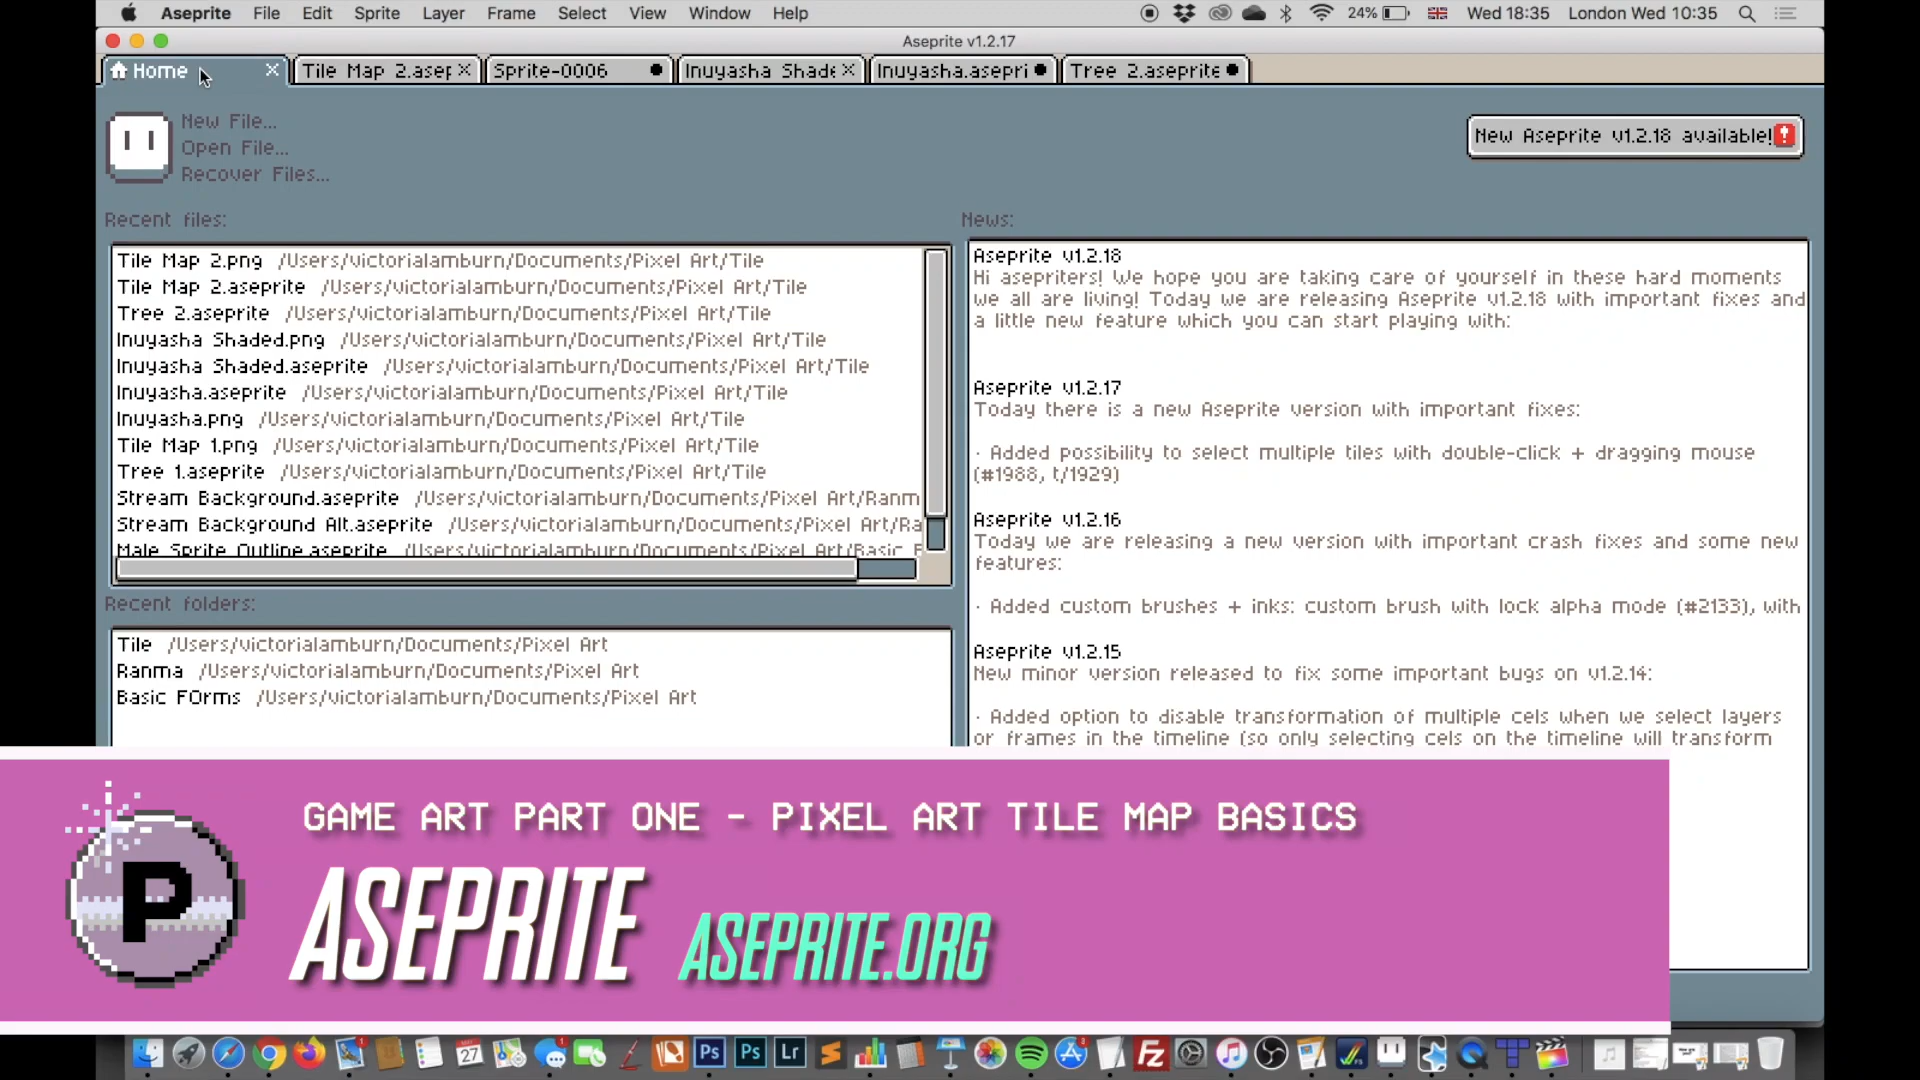 Aseprite File Edit Sprite Layer Frame Select View Window Help 24% Wed 18:35 London Wed 10:35
Aseprite v1.2.17
Home Tile Map 2.asep Sprite-0006 Inuyasha Shade Inuyasha.asepri Tree 2.aseprite
New File...
Open File...
Recover Files...
New Aseprite v1.2.18 available!
Recent files:
Tile Map 2.png /Users/victorialamburn/Documents/Pixel Art/Tile
Tile Map 2.aseprite /Users/victorialamburn/Documents/Pixel Art/Tile
Tree 2.aseprite /Users/victorialamburn/Documents/Pixel Art/Tile
Inuyasha Shaded.png /Users/victorialamburn/Documents/Pixel Art/Tile
Inuyasha Shaded.aseprite /Users/victorialamburn/Documents/Pixel Art/Tile
Inuyasha.aseprite /Users/victorialamburn/Documents/Pixel Art/Tile
Inuyasha.png /Users/victorialamburn/Documents/Pixel Art/Tile
Tile Map 1.png /Users/victorialamburn/Documents/Pixel Art/Tile
Tree 1.aseprite /Users/victorialamburn/Documents/Pixel Art/Tile
Stream Background.aseprite /Users/victorialamburn/Documents/Pixel Art/Ranm
Stream Background Alt.aseprite /Users/victorialamburn/Documents/Pixel Art/Ra
Male Sprite Outline.aseprite /Users/victorialamburn/Documents/Pixel Art/Basic F
Recent folders:
Tile /Users/victorialamburn/Documents/Pixel Art
Ranma /Users/victorialamburn/Documents/Pixel Art
Basic FOrms /Users/victorialamburn/Documents/Pixel Art
News:
Aseprite v1.2.18
Hi asepriters! We hope you are taking care of yourself in these hard moments
we all are living! Today we are releasing Aseprite v1.2.18 with important fixes and
a little new feature which you can start playing with:
Aseprite v1.2.17
Today there is a new Aseprite version with important fixes:
· Added possibility to select multiple tiles with double-click + dragging mouse
(#1988, t/1929)
Aseprite v1.2.16
Today we are releasing a new version with important crash fixes and some new
features:
· Added custom brushes + inks: custom brush with lock alpha mode (#2133), with
Aseprite v1.2.15
New minor version released to fix some important bugs on v1.2.14:
· Added option to disable transformation of multiple cels when we select layers
or frames in the timeline (so only selecting cels on the timeline will transform
P
GAME ART PART ONE - PIXEL ART TILE MAP BASICS
ASEPRITE ASEPRITE.ORG
27 Ps Ps Lr Fz